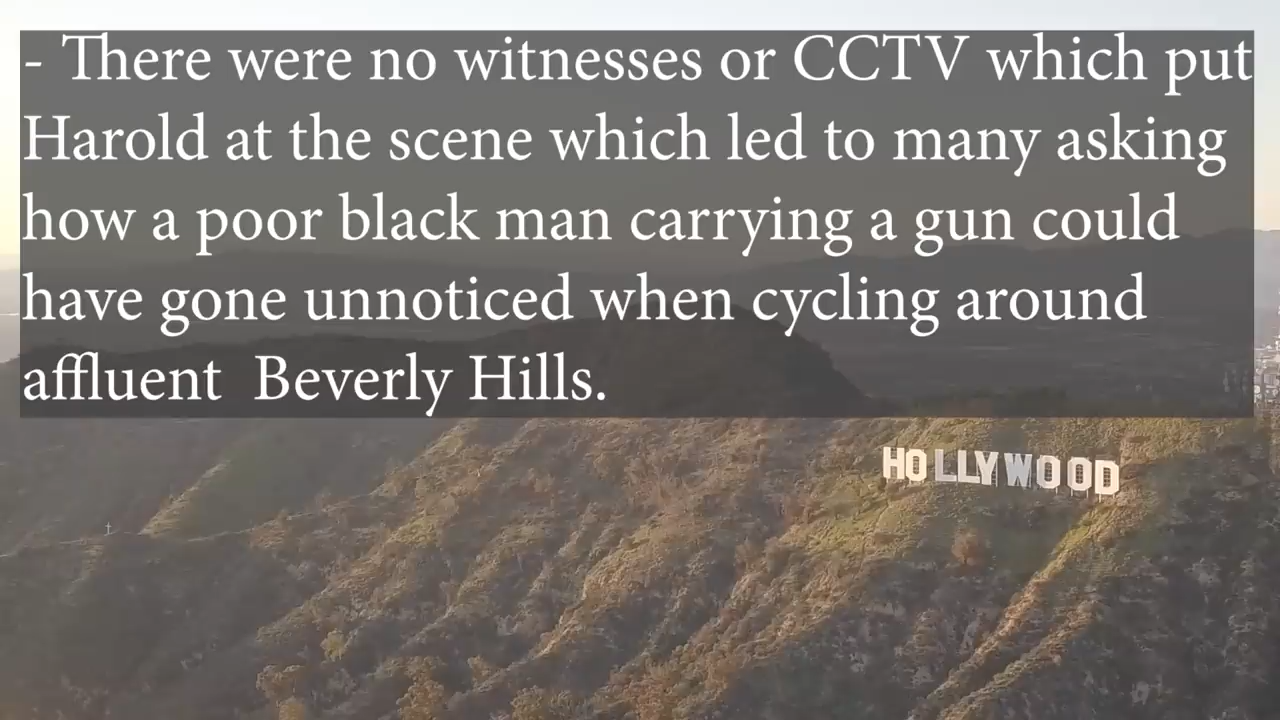 - There were no witnesses or CCTV which put
Harold at the scene which led to many asking
how a poor black man carrying a gun could
have gone unnoticed when cycling around
affluent  Beverly Hills.
HOLLYWOOD